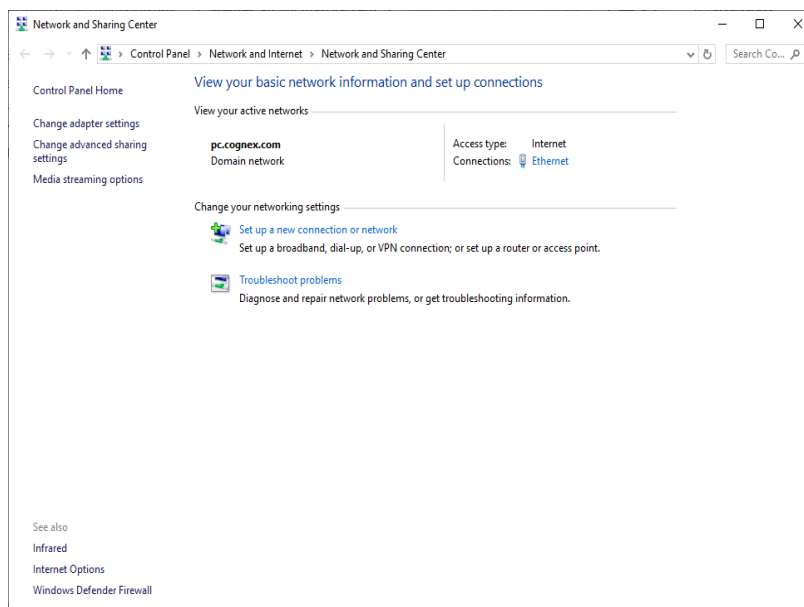 Network and Sharing Center
Control Panel > Network and Internet > Network and Sharing Center
Search Co...
Control Panel Home
Change adapter settings
Change advanced sharing
settings
Media streaming options
View your basic network information and set up connections
View your active networks
pc.cognex.com
Domain network
Access type: Internet
Connections: Ethernet
Change your networking settings
Set up a new connection or network
Set up a broadband, dial-up, or VPN connection; or set up a router or access point.
Troubleshoot problems
Diagnose and repair network problems, or get troubleshooting information.
See also
Infrared
Internet Options
Windows Defender Firewall